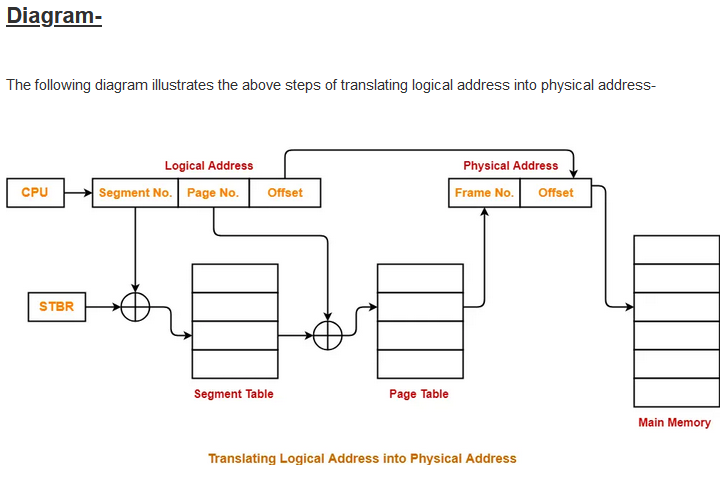 Diagram-
The following diagram illustrates the above steps of translating logical address into physical address-
Logical Address
Physical Address
CPU
Segment No.
Page No.
Offset
Frame No.
Offset
STBR
Segment Table
Page Table
Main Memory
Translating Logical Address into Physical Address